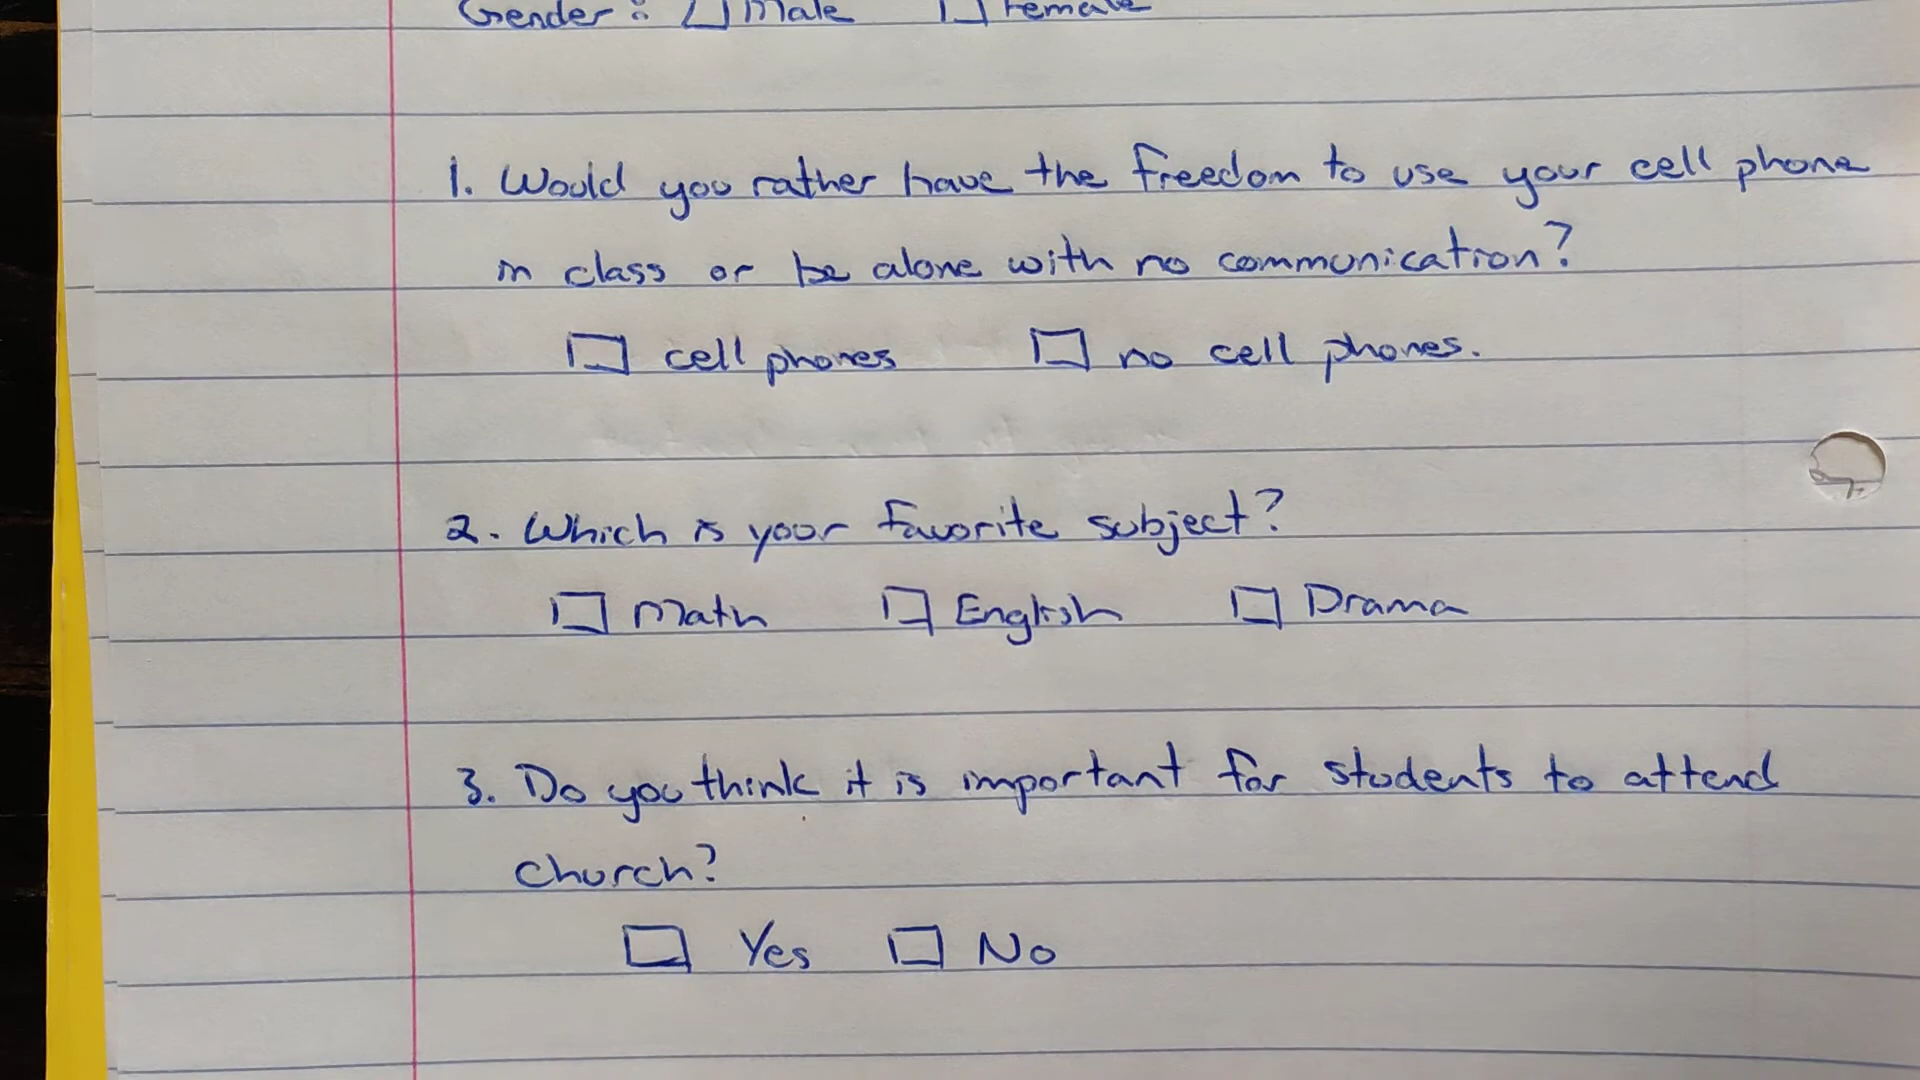 Gender: □ Male □ Female
1. Would you rather have the freedom to use your cell phone
in class or be alone with no communication?
□ cell phones □ no cell phones.
2. Which is your favorite subject?
□ Math □ English □ Drama
3. Do you think it is important for students to attend
church?
□ Yes □ No